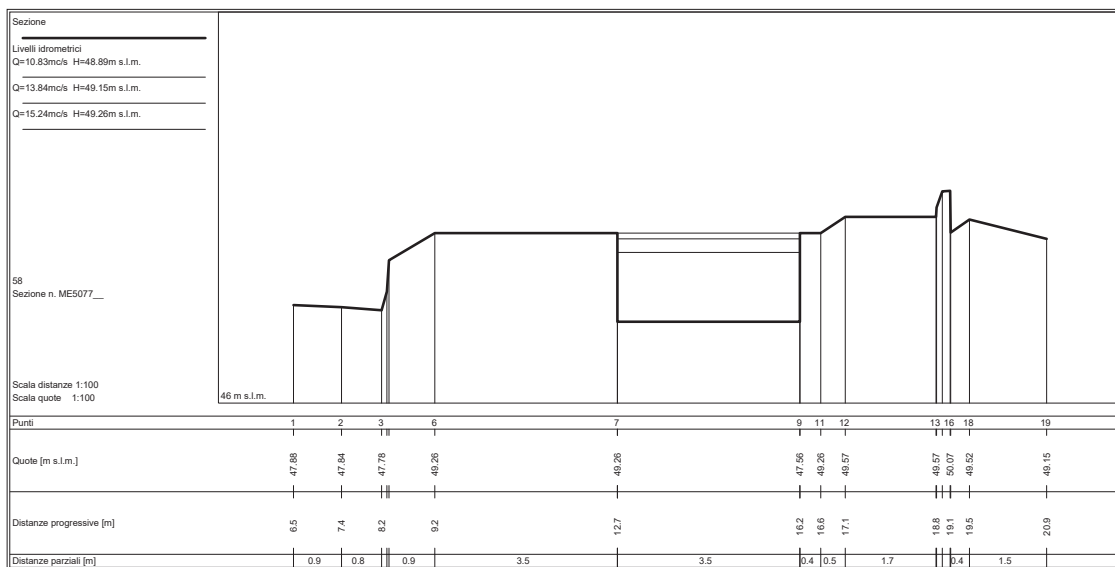 Sezione
Livelli idrometrici
Q=10.83mc/s H=48.89m s.l.m.
Q=13.84mc/s H=49.15m s.l.m.
Q=15.24mc/s H=49.26m s.l.m.
58
Sezione n. ME5077__
Scala distanze 1:100
Scala quote 1:100
46 m s.l.m.
Punti 1 2 3 6 7 9 11 12 13 16 18 19
Quote [m s.l.m.] 47.88 47.84 47.78 49.26 49.26 47.56 49.26 49.57 49.57 50.07 49.52 49.15
Distanze progressive [m] 6.5 7.4 8.2 9.2 12.7 16.2 16.6 17.1 18.8 19.1 19.5 20.9
Distanze parziali [m] 0.9 0.8 0.9 3.5 3.5 0.4 0.5 1.7 0.4 1.5